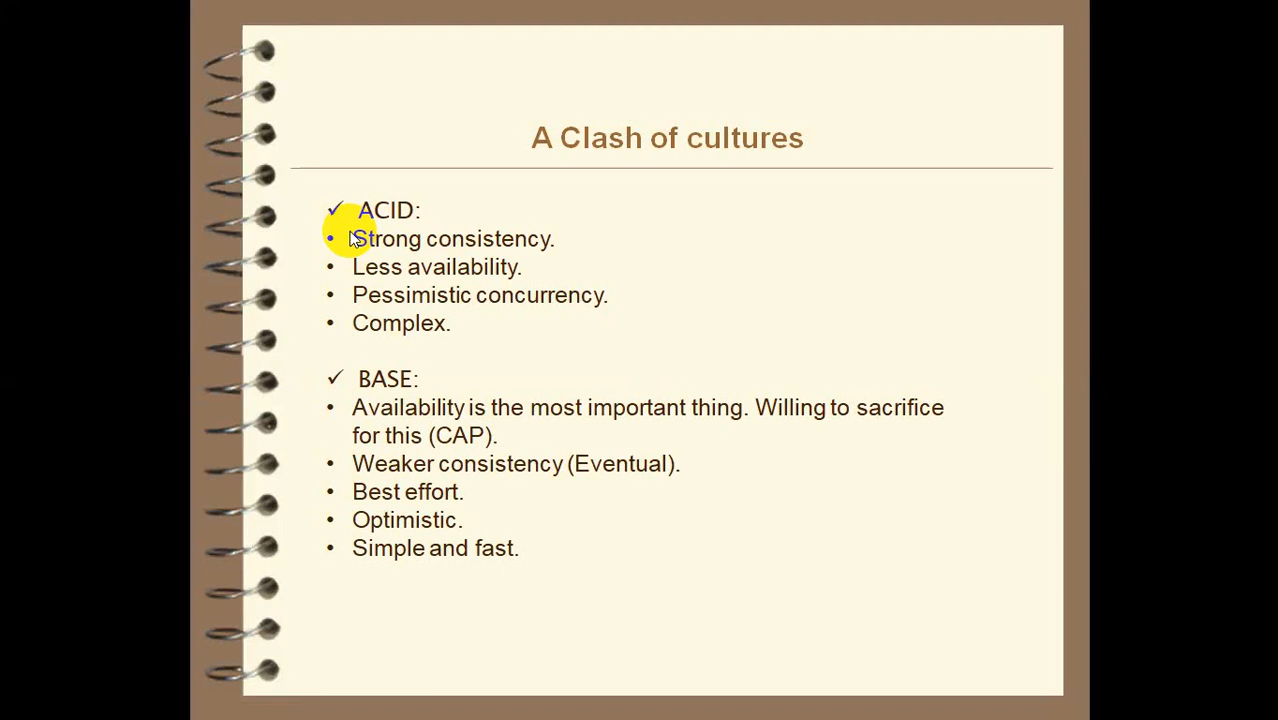 A Clash of cultures
✓ ACID:
• Strong consistency.
• Less availability.
• Pessimistic concurrency.
• Complex.
✓ BASE:
• Availability is the most important thing. Willing to sacrifice
for this (CAP).
• Weaker consistency (Eventual).
• Best effort.
• Optimistic.
• Simple and fast.